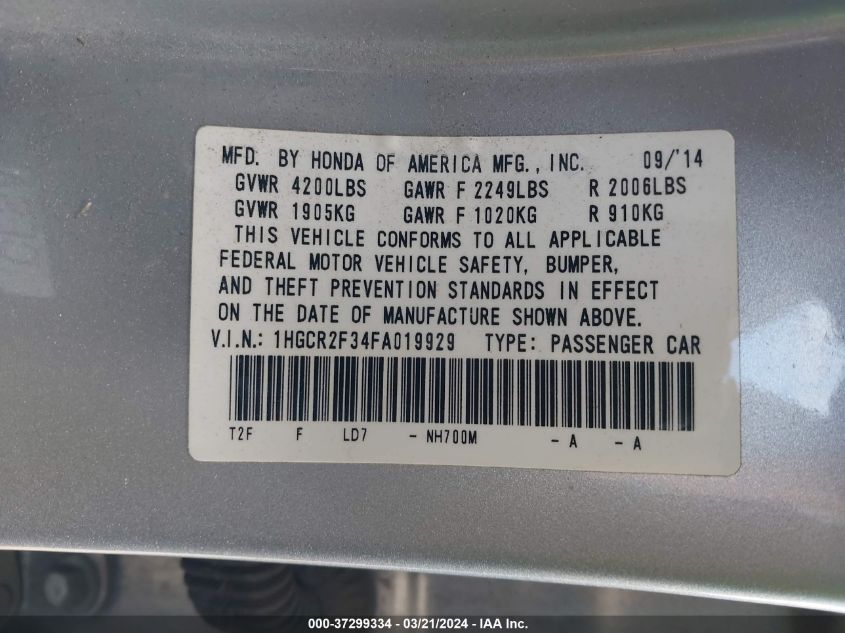 MFD. BY HONDA OF AMERICA MFG., INC. 09/'14
GVWR 4200LBS GAWR F 2249LBS R 2006LBS
GVWR 1905KG GAWR F 1020KG R 910KG
THIS VEHICLE CONFORMS TO ALL APPLICABLE
FEDERAL MOTOR VEHICLE SAFETY, BUMPER,
AND THEFT PREVENTION STANDARDS IN EFFECT
ON THE DATE OF MANUFACTURE SHOWN ABOVE.
V.I.N.: 1HGCR2F34FA019929 TYPE: PASSENGER CAR
T2F F LD7 - NH700M - A - A
000-37299334 - 03/21/2024 - IAA Inc.